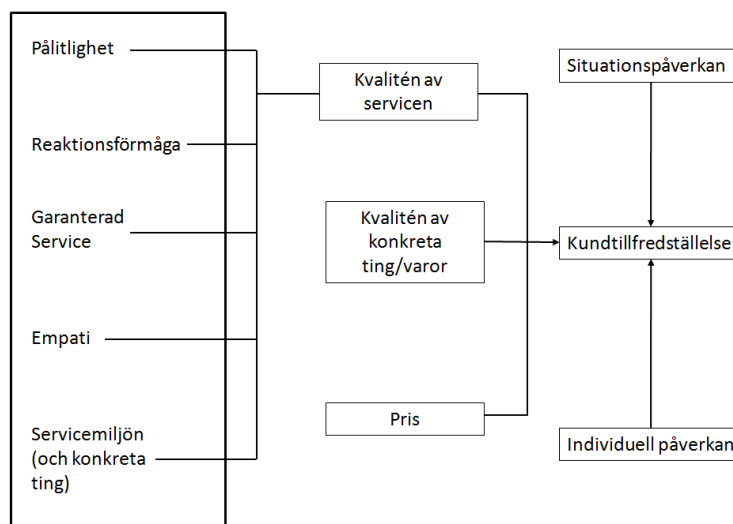 Pålitlighet
Reaktionsförmåga
Garanterad
Service
Empati
Servicemiljön
(och konkreta
ting)
Kvalitén av
servicen
Kvalitén av
konkreta
ting/varor
Pris
Situationspåverkan
Kundtillfredställelse
Individuell påverkan